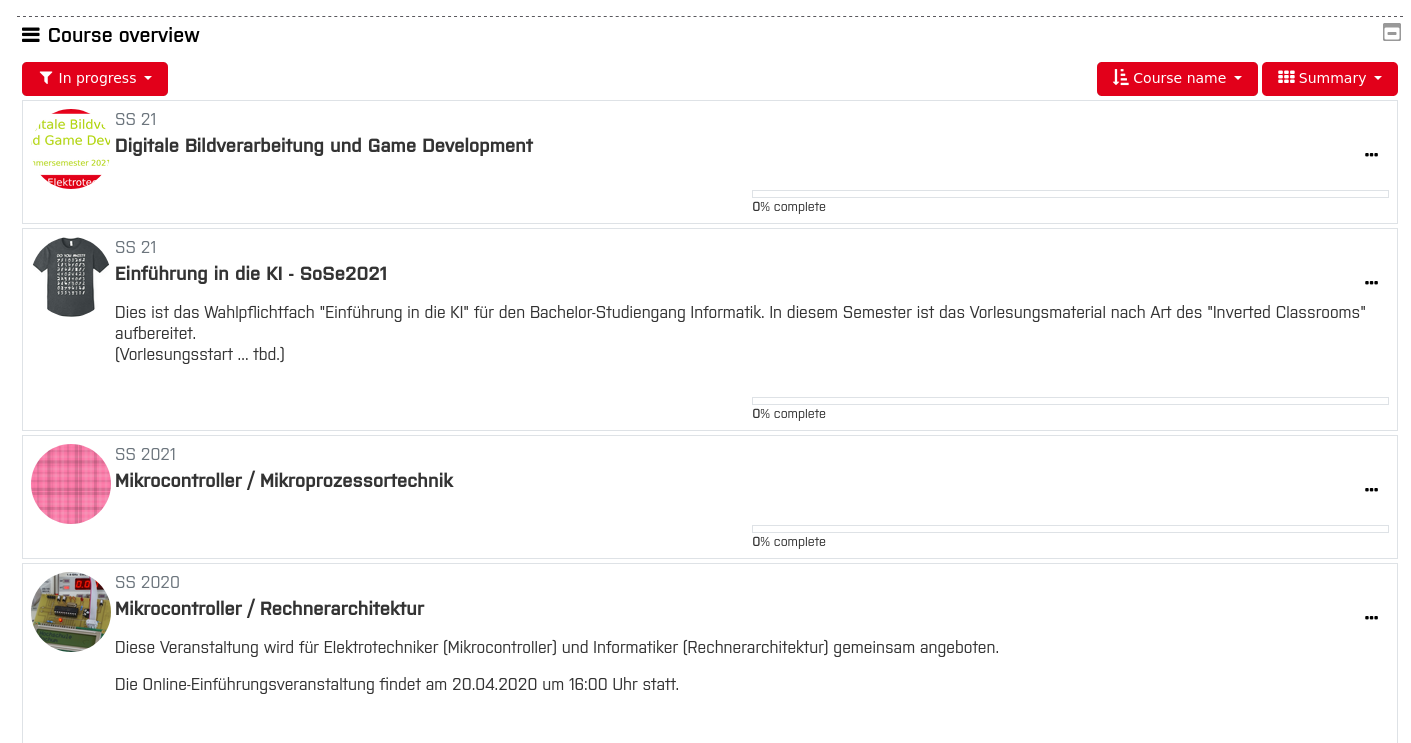 Course overview
In progress
Course name
Summary
itale Bildve
d Game Dev
mersemester 2021
Elektrote
SS 21
Digitale Bildverarbeitung und Game Development
0% complete
SS 21
Einführung in die KI - SoSe2021
Dies ist das Wahlpflichtfach "Einführung in die KI" für den Bachelor-Studiengang Informatik. In diesem Semester ist das Vorlesungsmaterial nach Art des "Inverted Classrooms"
aufbereitet.
(Vorlesungsstart ... tbd.)
0% complete
SS 2021
Mikrocontroller / Mikroprozessortechnik
0% complete
SS 2020
Mikrocontroller / Rechnerarchitektur
Diese Veranstaltung wird für Elektrotechniker (Mikrocontroller) und Informatiker (Rechnerarchitektur) gemeinsam angeboten.
Die Online-Einführungsveranstaltung findet am 20.04.2020 um 16:00 Uhr statt.